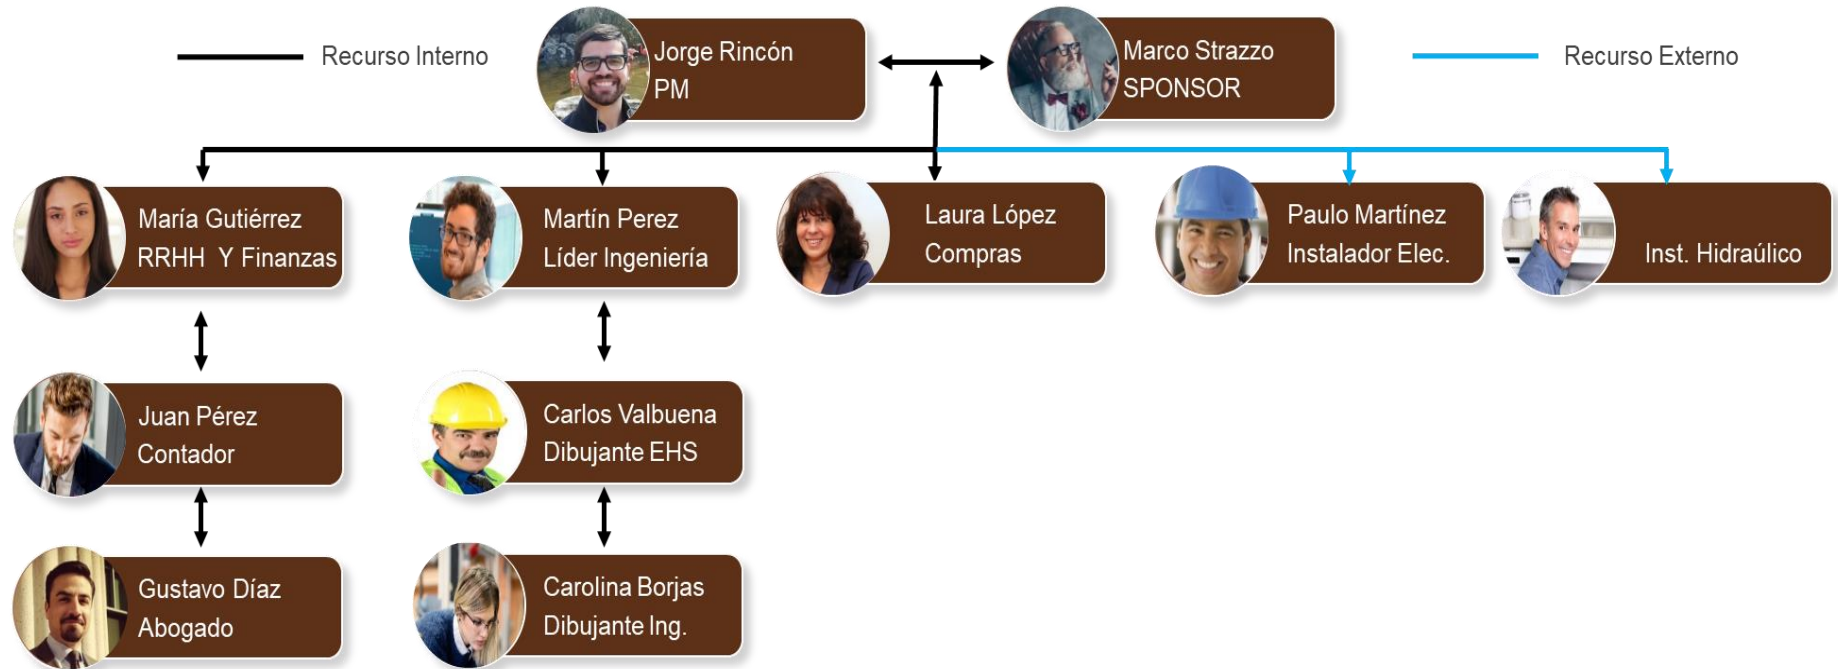 Recurso Interno
Jorge Rincón
PM
Marco Strazzo
SPONSOR
Recurso Externo
María Gutiérrez
RRHH Y Finanzas
Martín Perez
Líder Ingeniería
Laura López
Compras
Paulo Martínez
Instalador Elec.
Inst. Hidraúlico
Juan Pérez
Contador
Carlos Valbuena
Dibujante EHS
Gustavo Díaz
Abogado
Carolina Borjas
Dibujante Ing.